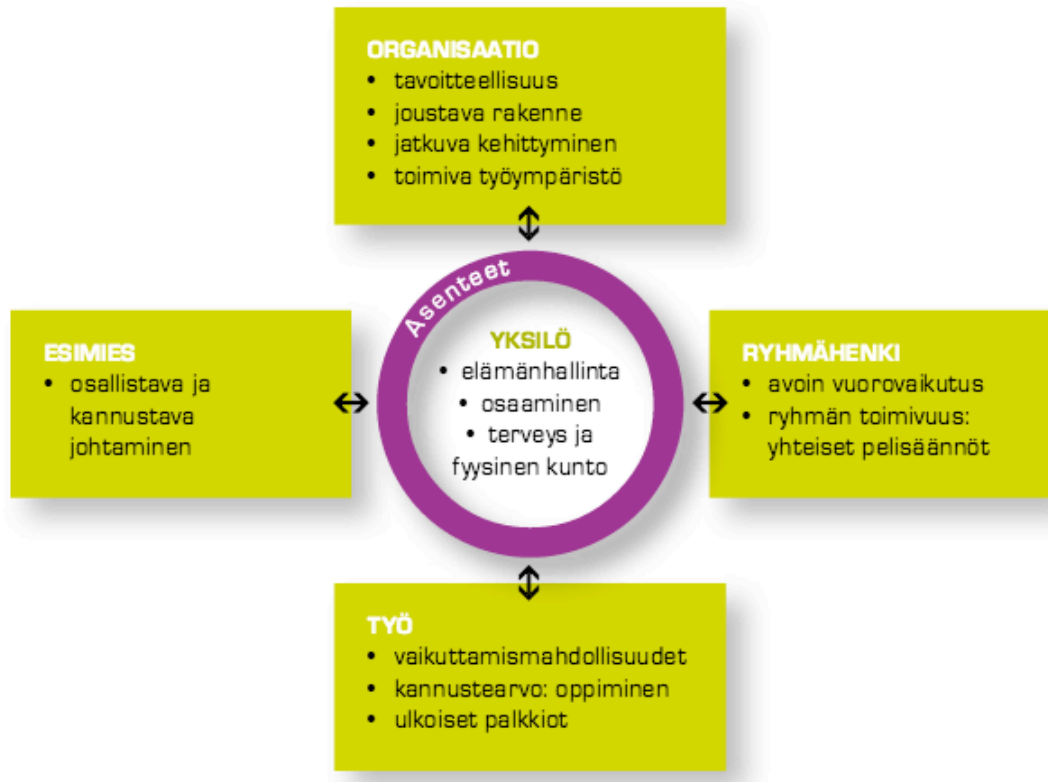 ORGANISAATIO
• tavoitteellisuus
• joustava rakenne
• jatkuva kehittyminen
• toimiva työympäristö
Asenteet
ESIMIES
• osallistava ja
kannustava
johtaminen
YKSILÖ
• elämänhallinta
• osaaminen
• terveys ja
fyysinen kunto
RYHMÄHENKI
• avoin vuorovaikutus
• ryhmän toimivuus:
yhteiset pelisäännöt
TYÖ
• vaikuttamismahdollisuudet
• kannustearvo: oppiminen
• ulkoiset palkkiot